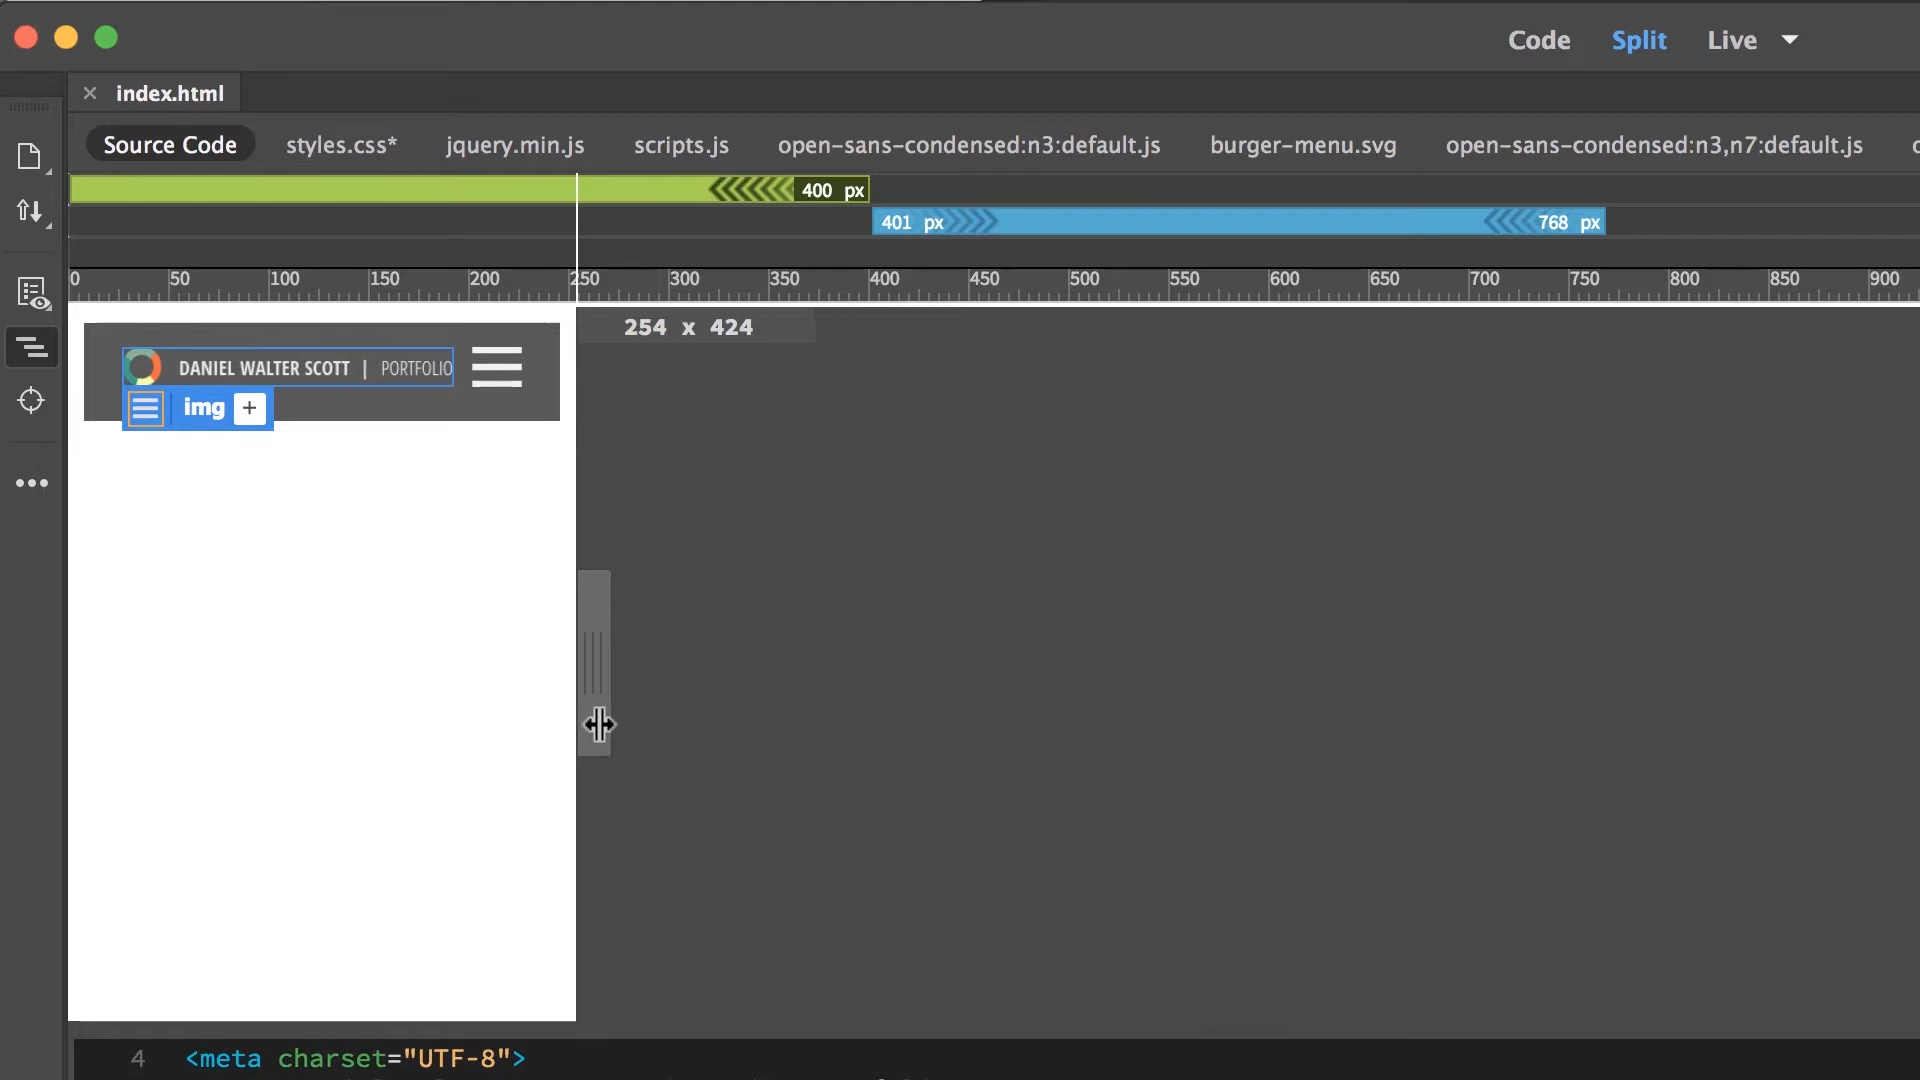 Code Split Live
index.html
Source Code styles.css* jquery.min.js scripts.js open-sans-condensed:n3:default.js burger-menu.svg open-sans-condensed:n3,n7:default.js
400 px
401 px 768 px
0 50 100 150 200 250 300 350 400 450 500 550 600 650 700 750 800 850 900
254 x 424
DANIEL WALTER SCOTT | PORTFOLIO
img +
4 <meta charset="UTF-8">